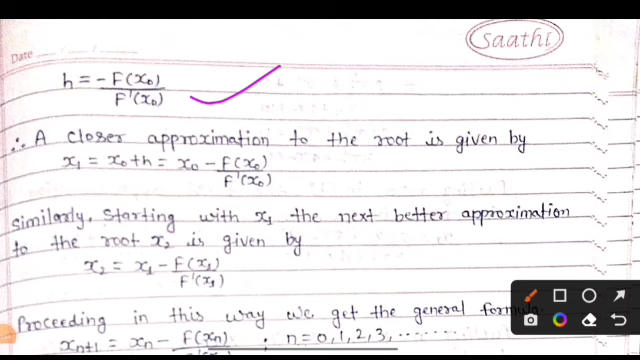 Saathi
Date
h = -F(x₀) / F'(x₀)
∴ A closer approximation to the root is given by
x₁ = x₀+h = x₀ - F(x₀) / F'(x₀)
similarly, starting with x₁ the next better approximation
to the root x₂ is given by
x₂ = x₁ - F(x₁) / F'(x₁)
Proceeding in this way we get the general formula
xₙ₊₁ = xₙ - F(xₙ) / F'(xₙ) ; n = 0, 1, 2, 3, ........